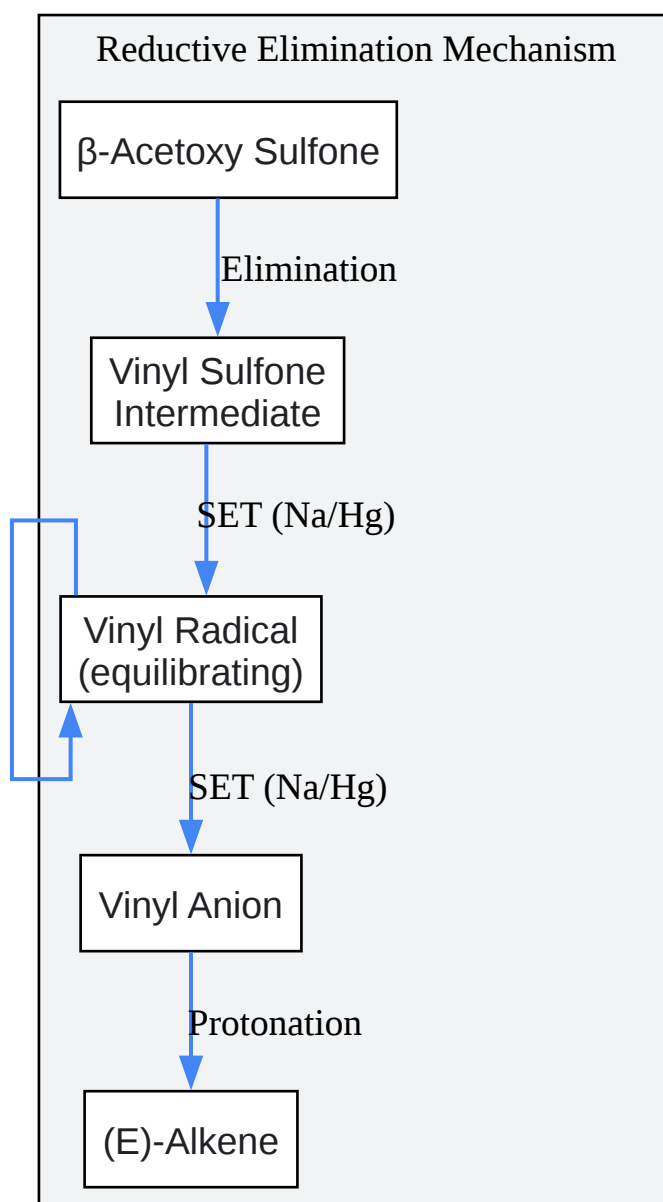 Reductive Elimination Mechanism
β-Acetoxy Sulfone
Elimination
Vinyl Sulfone
Intermediate
SET (Na/Hg)
Vinyl Radical
(equilibrating)
SET (Na/Hg)
Vinyl Anion
Protonation
(E)-Alkene